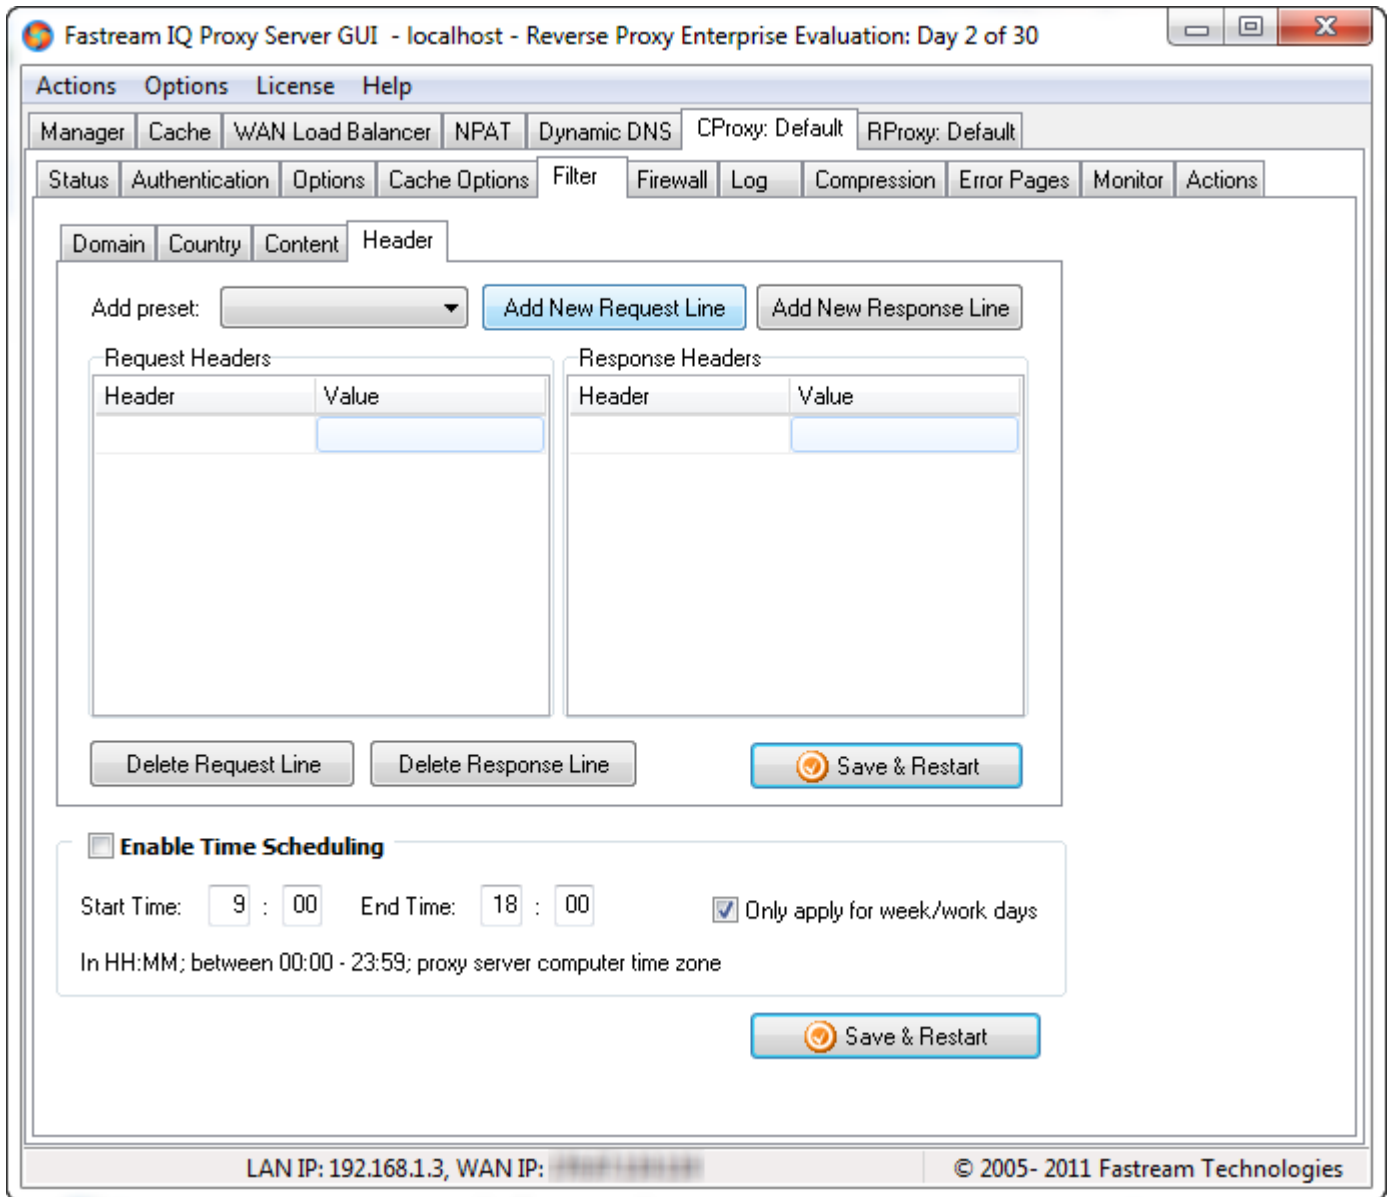 Fastream IQ Proxy Server GUI - localhost - Reverse Proxy Enterprise Evaluation: Day 2 of 30
Actions Options License Help
Manager Cache WAN Load Balancer NPAT Dynamic DNS CProxy: Default RProxy: Default
Status Authentication Options Cache Options Filter Firewall Log Compression Error Pages Monitor Actions
Domain Country Content Header
Add preset: Add New Request Line Add New Response Line
Request Headers Response Headers
Header Value Header Value
Delete Request Line Delete Response Line Save & Restart
Enable Time Scheduling
Start Time: 9 : 00 End Time: 18 : 00 Only apply for week/work days
In HH:MM; between 00:00 - 23:59; proxy server computer time zone
Save & Restart
LAN IP: 192.168.1.3, WAN IP: © 2005- 2011 Fastream Technologies